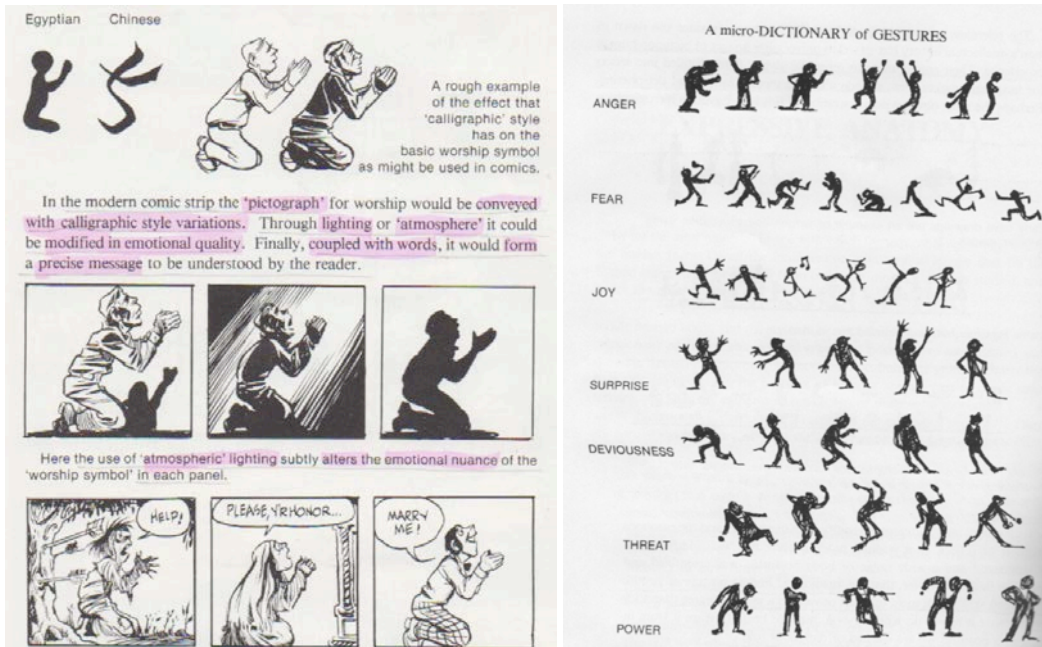 Egyptian Chinese
A rough example
of the effect that
'calligraphic' style
has on the
basic worship symbol
as might be used in comics.
In the modern comic strip the 'pictograph' for worship would be conveyed
with calligraphic style variations. Through lighting or 'atmosphere' it could
be modified in emotional quality. Finally, coupled with words, it would form
a precise message to be understood by the reader.
Here the use of 'atmospheric' lighting subtly alters the emotional nuance of the
'worship symbol' in each panel.
HELP!
PLEASE, Y'RHONOR...
MARRY
ME!
A micro-DICTIONARY of GESTURES
ANGER
FEAR
JOY
SURPRISE
DEVIOUSNESS
THREAT
POWER